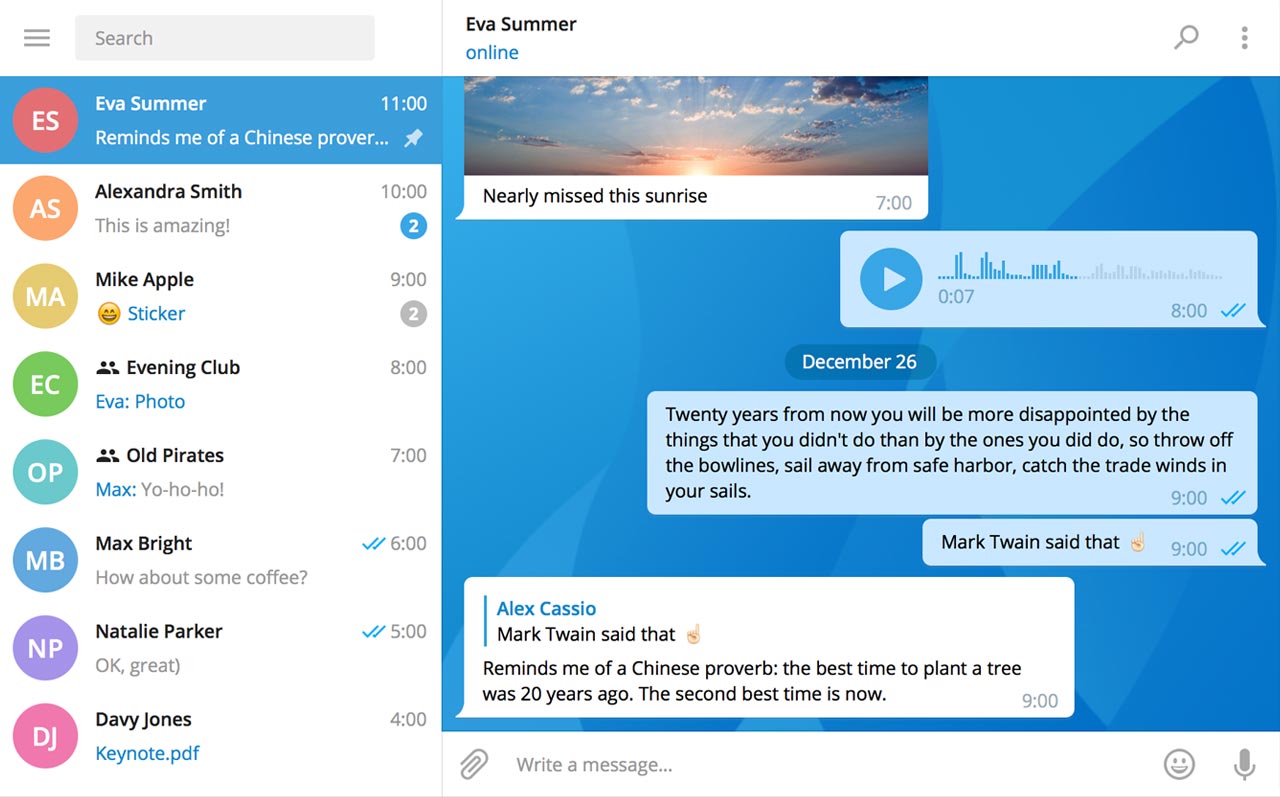 Search
ES
Eva Summer
11:00
Reminds me of a Chinese prover...
AS
Alexandra Smith
10:00
This is amazing!
2
MA
Mike Apple
9:00
😄 Sticker
2
EC
Evening Club
8:00
Eva: Photo
OP
Old Pirates
7:00
Max: Yo-ho-ho!
MB
Max Bright
6:00
How about some coffee?
NP
Natalie Parker
5:00
OK, great)
DJ
Davy Jones
4:00
Keynote.pdf
Eva Summer
online
Nearly missed this sunrise
7:00
0:07
8:00
December 26
Twenty years from now you will be more disappointed by the
things that you didn't do than by the ones you did do, so throw off
the bowlines, sail away from safe harbor, catch the trade winds in
your sails.
9:00
Mark Twain said that ☝🏻
9:00
Alex Cassio
Mark Twain said that ☝🏻
Reminds me of a Chinese proverb: the best time to plant a tree
was 20 years ago. The second best time is now.
9:00
Write a message...